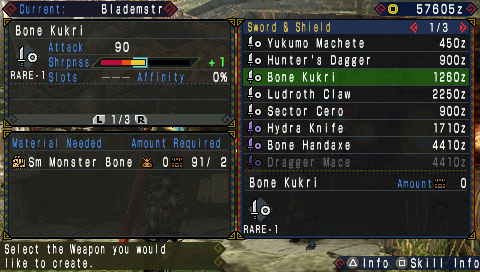 Current: Blademstr
57605z
Bone Kukri
Attack 90
Shrpnss +1
RARE-1 Slots --- Affinity 0%
L 1/3 R
Material Needed Amount Required
Sm Monster Bone 0 91/ 2
Sword & Shield 1/3
Yukumo Machete 450z
Hunter's Dagger 900z
Bone Kukri 1260z
Ludroth Claw 2250z
Sector Cero 900z
Hydra Knife 1710z
Bone Handaxe 4410z
Dragger Mace 4410z
Bone Kukri Amount 0
RARE-1
Select the Weapon you would
like to create.
Info Skill Info